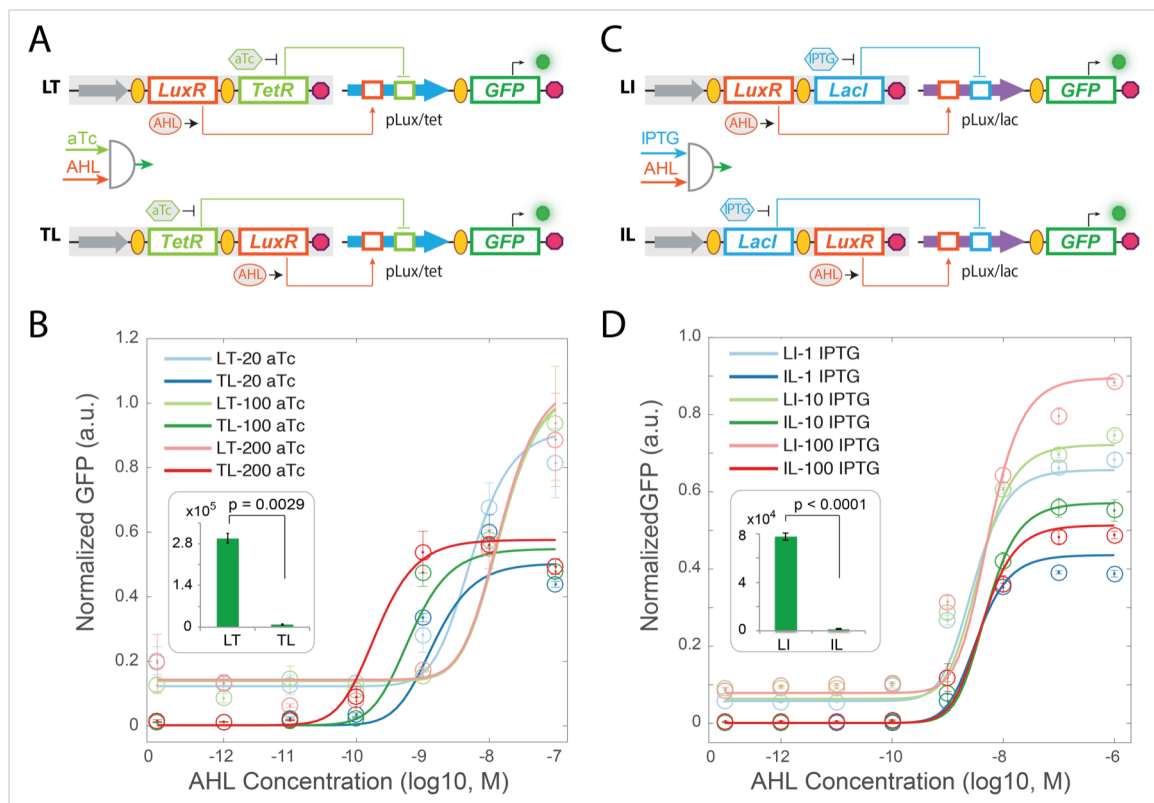 A
aTc
LT
LuxR
TetR
GFP
AHL
pLux/tet
aTc
AHL
aTc
TL
TetR
LuxR
GFP
AHL
pLux/tet
C
IPTG
LI
LuxR
LacI
GFP
AHL
pLux/lac
IPTG
AHL
IPTG
IL
LacI
LuxR
GFP
AHL
pLux/lac
B
Normalized GFP (a.u.)
1.2
1.0
0.8
0.6
0.4
0.2
0
LT-20 aTc
TL-20 aTc
LT-100 aTc
TL-100 aTc
LT-200 aTc
TL-200 aTc
x10⁵
p = 0.0029
2.8
1.4
0
LT TL
0 -12 -11 -10 -9 -8 -7
AHL Concentration (log10, M)
D
NormalizedGFP (a.u.)
1.0
0.8
0.6
0.4
0.2
0
LI-1 IPTG
IL-1 IPTG
LI-10 IPTG
IL-10 IPTG
LI-100 IPTG
IL-100 IPTG
x10⁴
p < 0.0001
8
4
0
LI IL
0 -12 -10 -8 -6
AHL Concentration (log10, M)